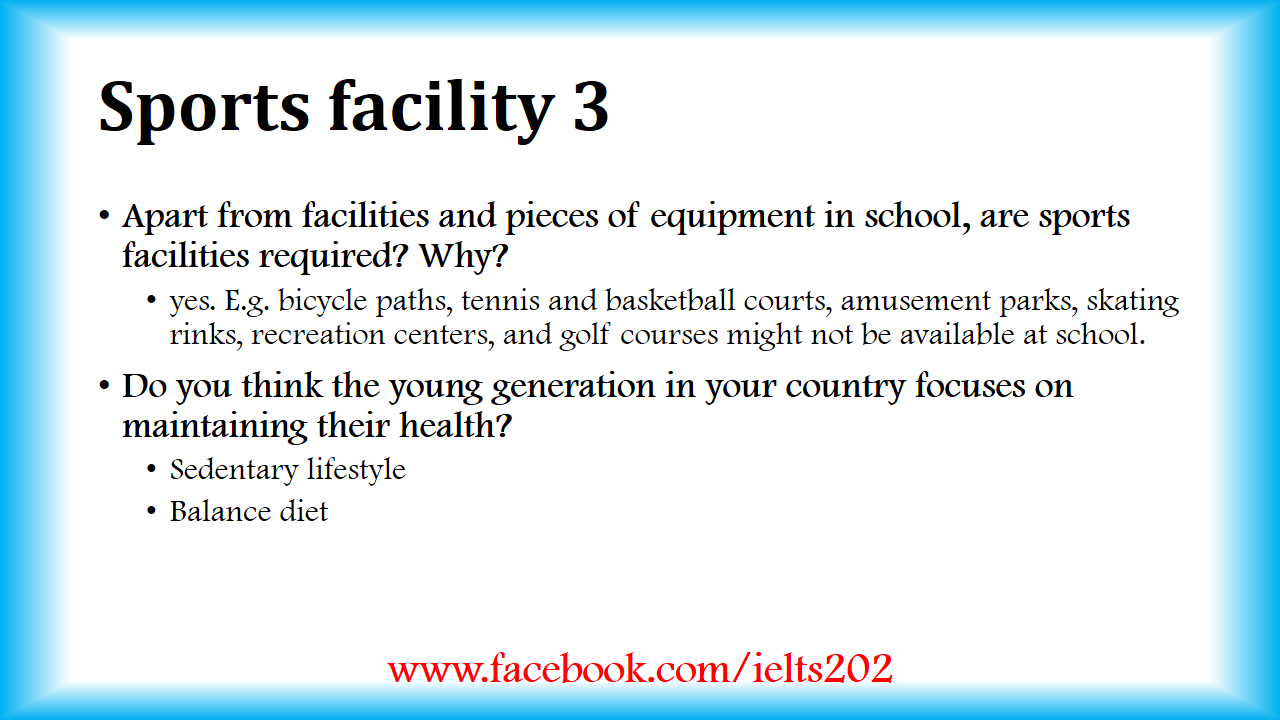 Sports facility 3
• Apart from facilities and pieces of equipment in school, are sports
facilities required? Why?
• yes. E.g. bicycle paths, tennis and basketball courts, amusement parks, skating
rinks, recreation centers, and golf courses might not be available at school.
• Do you think the young generation in your country focuses on
maintaining their health?
• Sedentary lifestyle
• Balance diet
www.facebook.com/ielts202